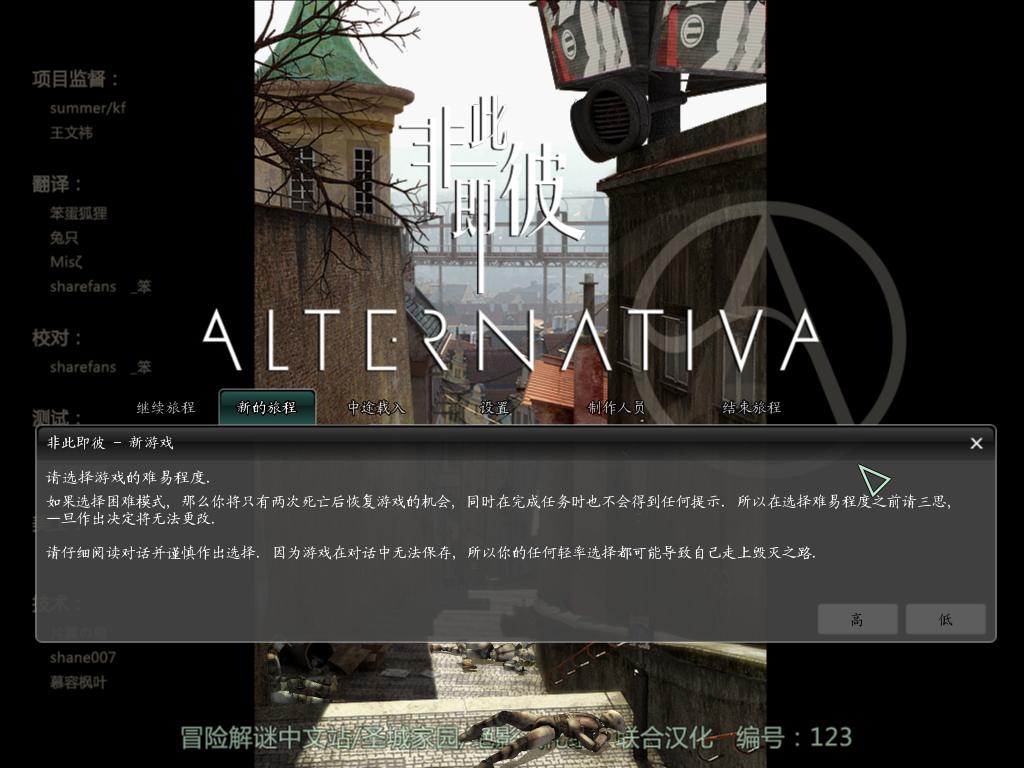 项目监督：
summer/kf
王文祎
翻译：
笨蛋狐狸
兔只
Misζ
sharefans _笨
校对：
sharefans _笨
测试：
非此即彼
ALTERNATIVA
继续旅程
新的旅程
中途载入
设置
制作人员
结束旅程
非此即彼 - 新游戏
请选择游戏的难易程度.
如果选择困难模式, 那么你将只有两次死亡后恢复游戏的机会, 同时在完成任务时也不会得到任何提示. 所以在选择难易程度之前请三思,
一旦作出决定将无法更改.
请仔细阅读对话并谨慎作出选择. 因为游戏在对话中无法保存, 所以你的任何轻率选择都可能导致自己走上毁灭之路.
高
低
技术：
shane007
慕容枫叶
冒险解谜中文站/圣城家园 联合汉化 编号：123